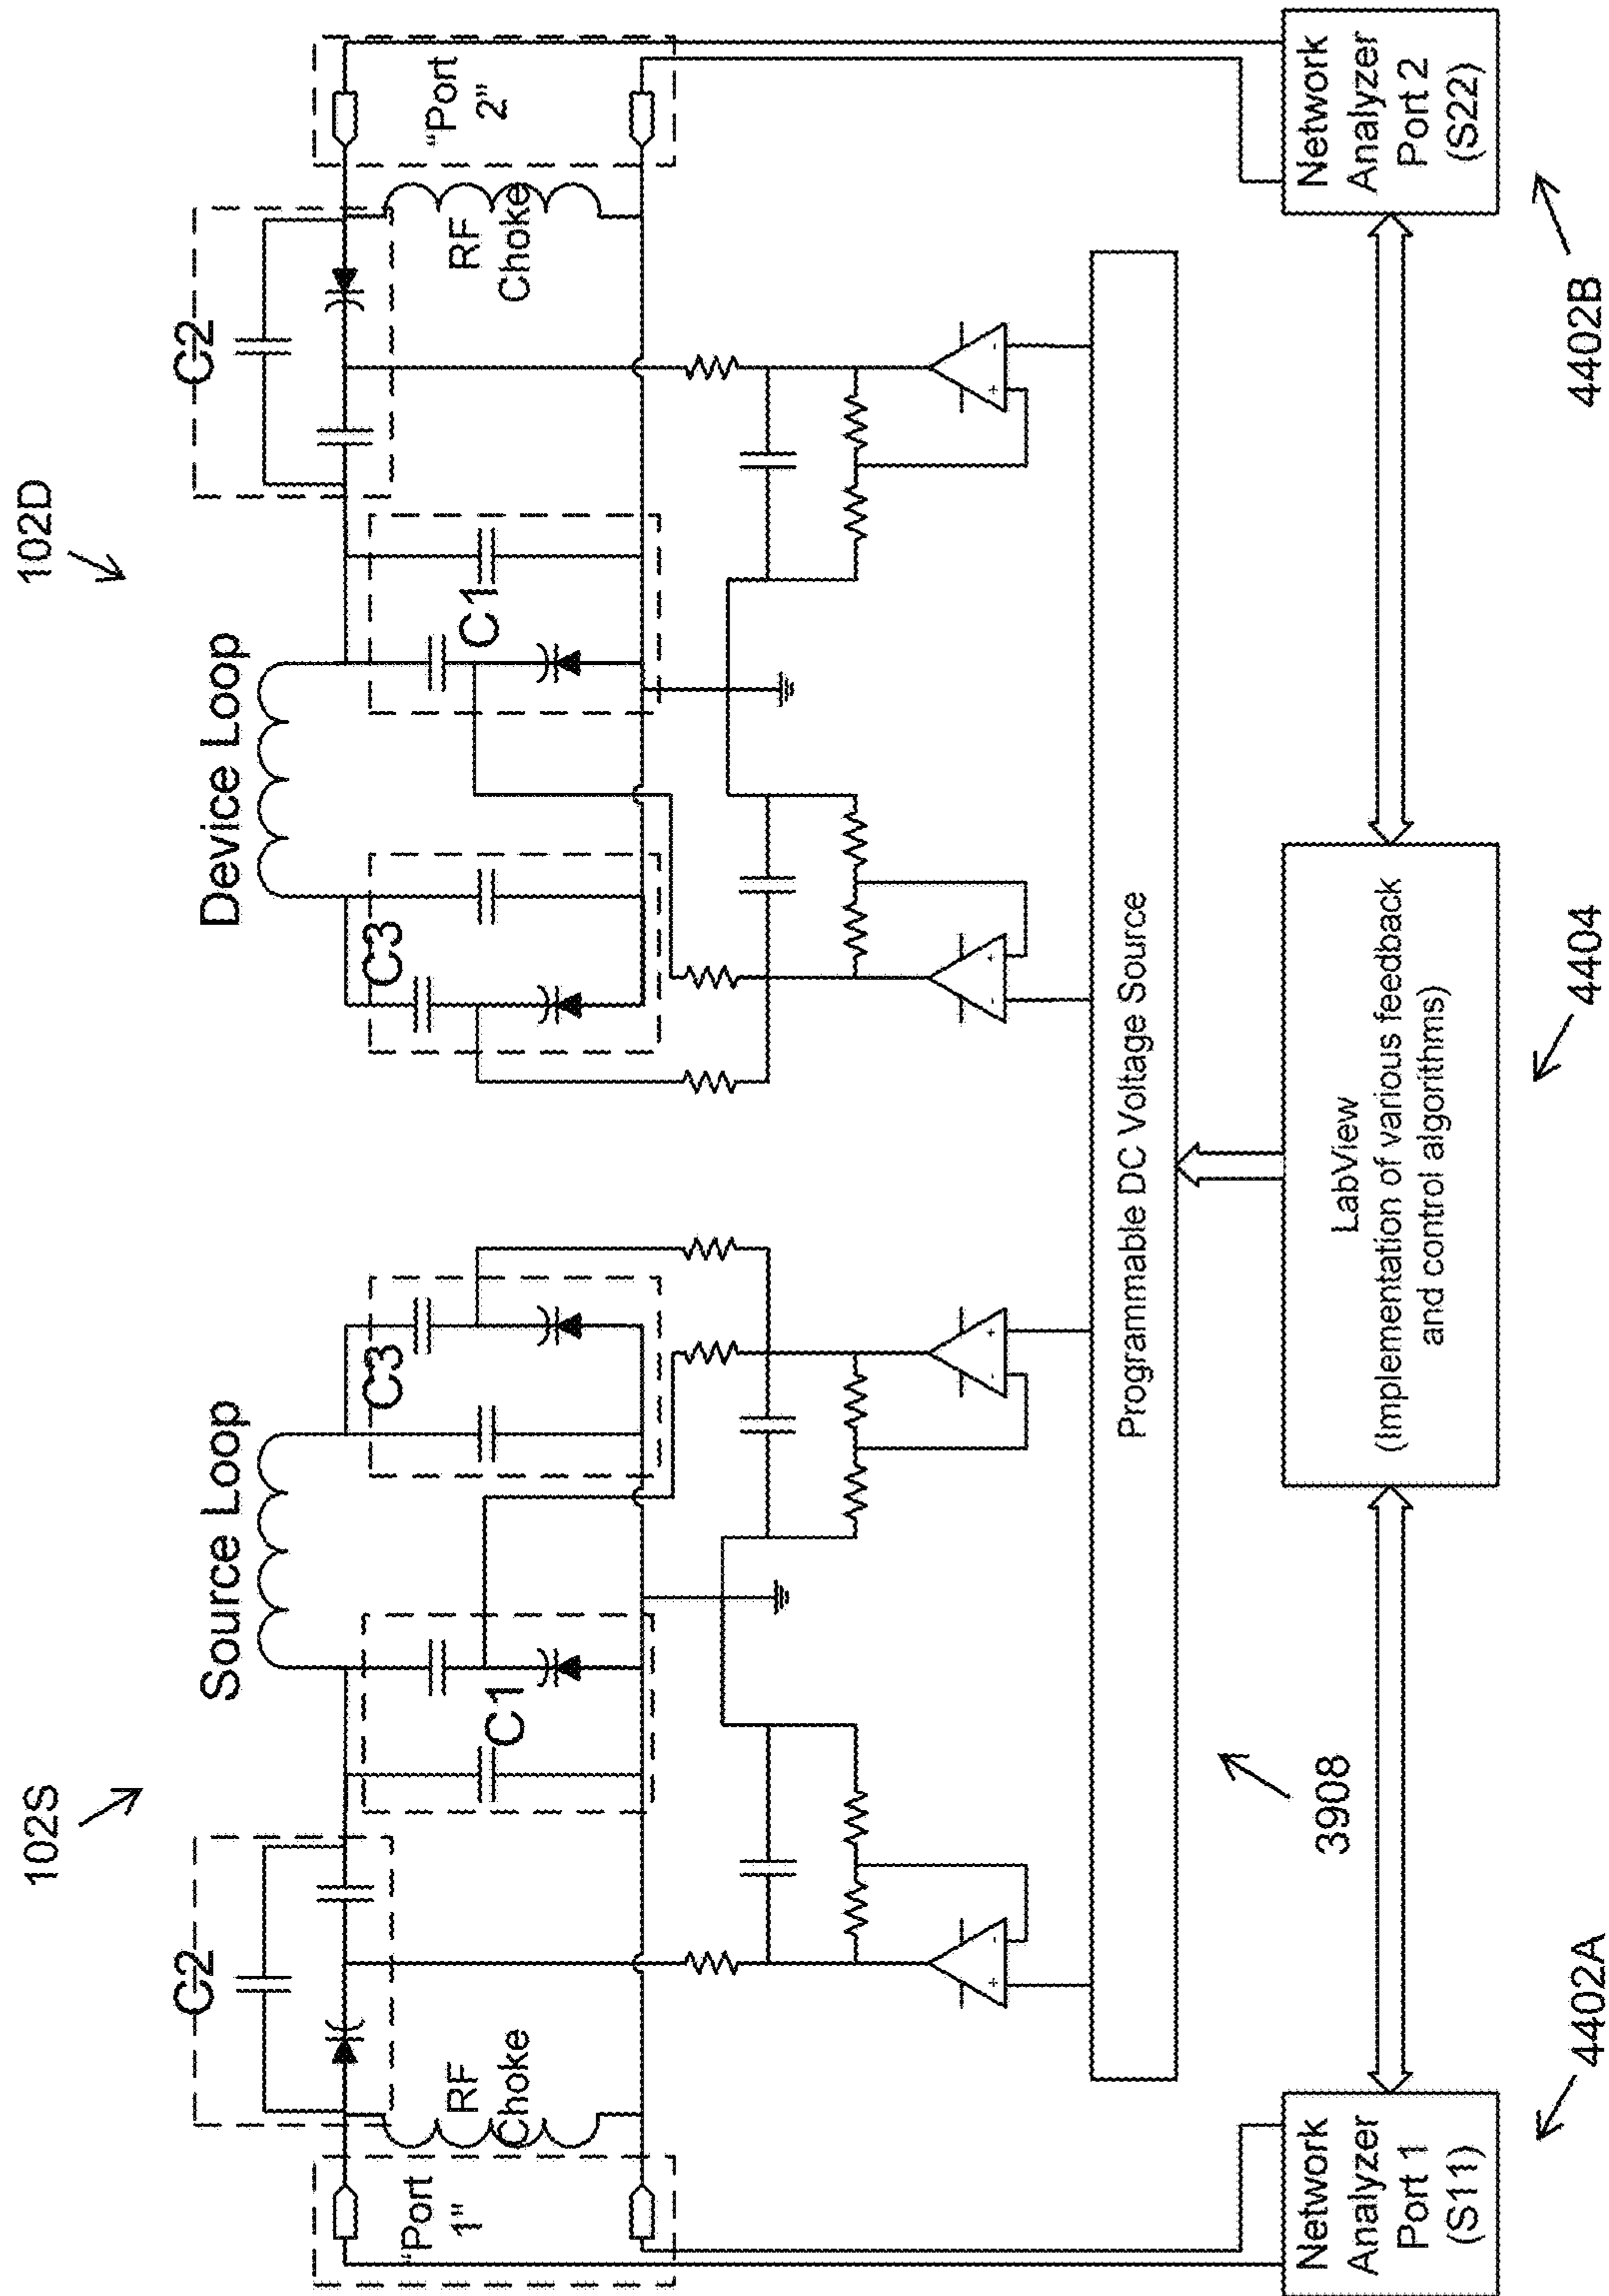 102S
102D
Source Loop
Device Loop
C2
C2
C1
C3
C3
C1
"Port
1"
RF
Choke
RF
Choke
"Port
2"
+
-
-
+
-
+
+
-
Programmable DC Voltage Source
3908
Network
Analyzer
Port 1
(S11)
LabView
(Implementation of various feedback
and control algorithms)
Network
Analyzer
Port 2
(S22)
4402A
4404
4402B